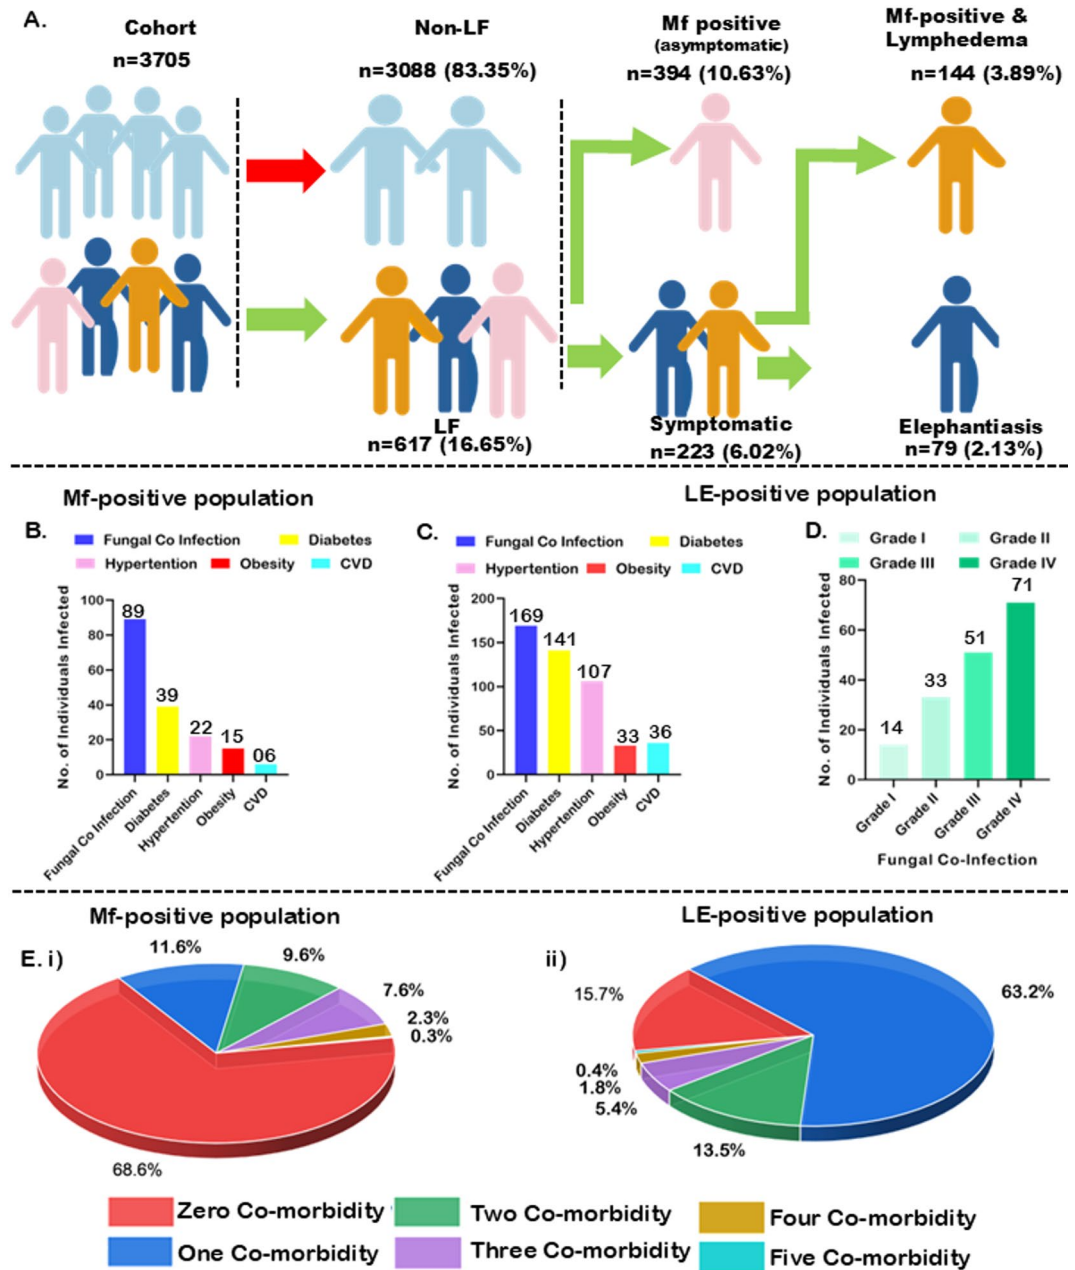 A.
Cohort
n=3705
Non-LF
n=3088 (83.35%)
Mf positive
(asymptomatic)
n=394 (10.63%)
Mf-positive &
Lymphedema
n=144 (3.89%)
LF
n=617 (16.65%)
Symptomatic
n=223 (6.02%)
Elephantiasis
n=79 (2.13%)
Mf-positive population
LE-positive population
B.
Fungal Co Infection
Diabetes
Hypertention
Obesity
CVD
No. of Individuals Infected
100
80
60
40
20
0
89
39
22
15
06
Fungal Co Infection
Diabetes
Hypertention
Obesity
CVD
C.
Fungal Co Infection
Diabetes
Hypertention
Obesity
CVD
No. of Individuals Infected
200
150
100
50
0
169
141
107
33
36
Fungal Co Infection
Diabetes
Hypertention
Obesity
CVD
D.
Grade I
Grade II
Grade III
Grade IV
No. of Individuals Infected
80
60
40
20
0
14
33
51
71
Grade I
Grade II
Grade III
Grade IV
Fungal Co-Infection
Mf-positive population
LE-positive population
E. i)
11.6%
9.6%
7.6%
2.3%
0.3%
68.6%
ii)
15.7%
63.2%
0.4%
1.8%
5.4%
13.5%
Zero Co-morbidity
Two Co-morbidity
Four Co-morbidity
One Co-morbidity
Three Co-morbidity
Five Co-morbidity